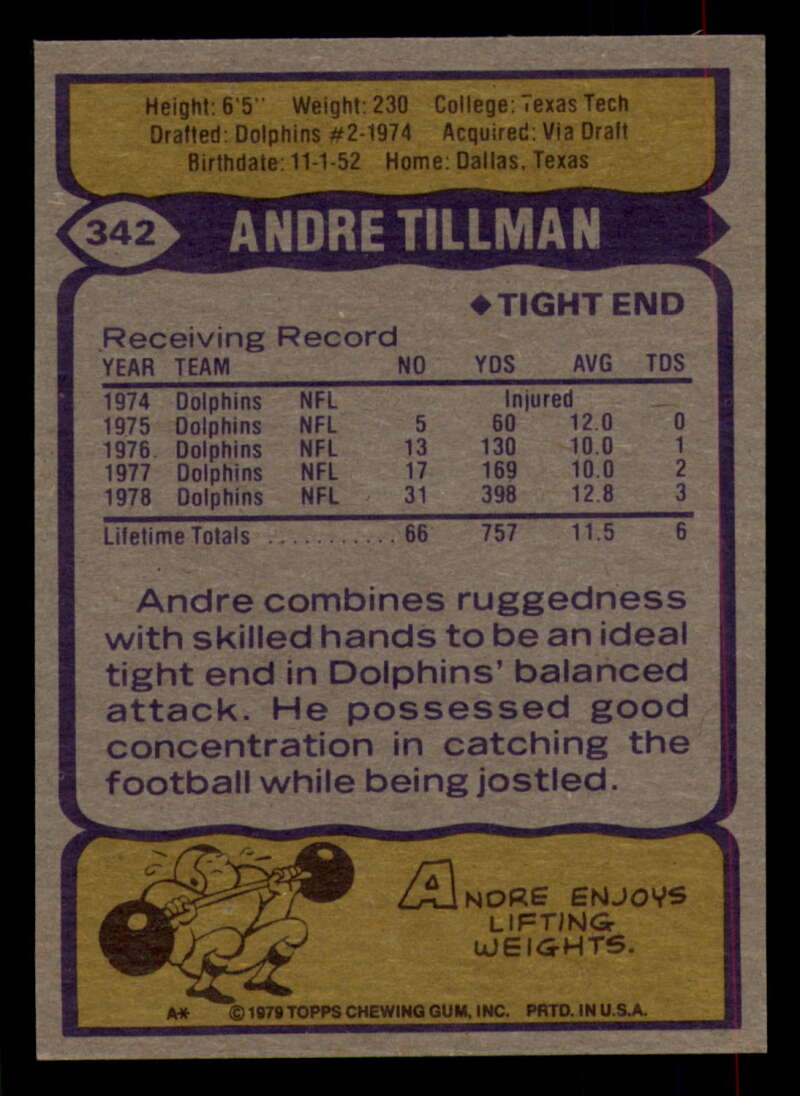 Height: 6'5" Weight: 230 College: Texas Tech
Drafted: Dolphins #2-1974 Acquired: Via Draft
Birthdate: 11-1-52 Home: Dallas, Texas
342 ANDRE TILLMAN
◆TIGHT END
Receiving Record
YEAR TEAM NO YDS AVG TDS
1974 Dolphins NFL Injured
1975 Dolphins NFL 5 60 12.0 0
1976 Dolphins NFL 13 130 10.0 1
1977 Dolphins NFL 17 169 10.0 2
1978 Dolphins NFL 31 398 12.8 3
Lifetime Totals ........... 66 757 11.5 6
Andre combines ruggedness
with skilled hands to be an ideal
tight end in Dolphins' balanced
attack. He possessed good
concentration in catching the
football while being jostled.
ANDRE ENJOYS
LIFTING
WEIGHTS.
A* ©1979 TOPPS CHEWING GUM, INC. PRTD. IN U.S.A.